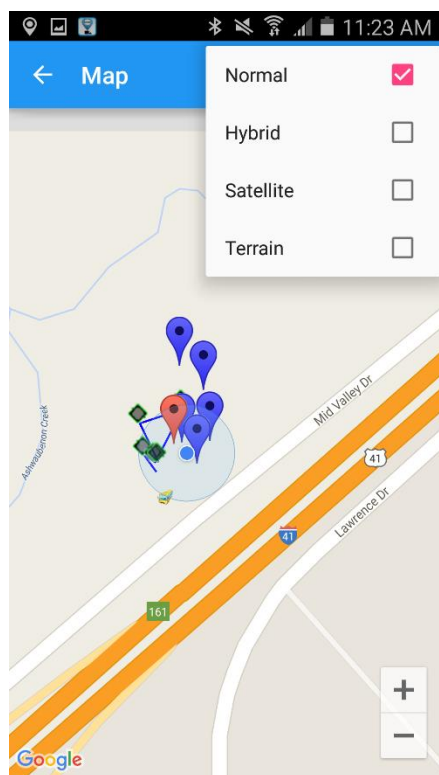 11:23 AM
Map
Normal
Hybrid
Satellite
Terrain
Mid Valley Dr
Ashwaubenon Creek
41
Lawrence Dr
41
161
+
−
Google